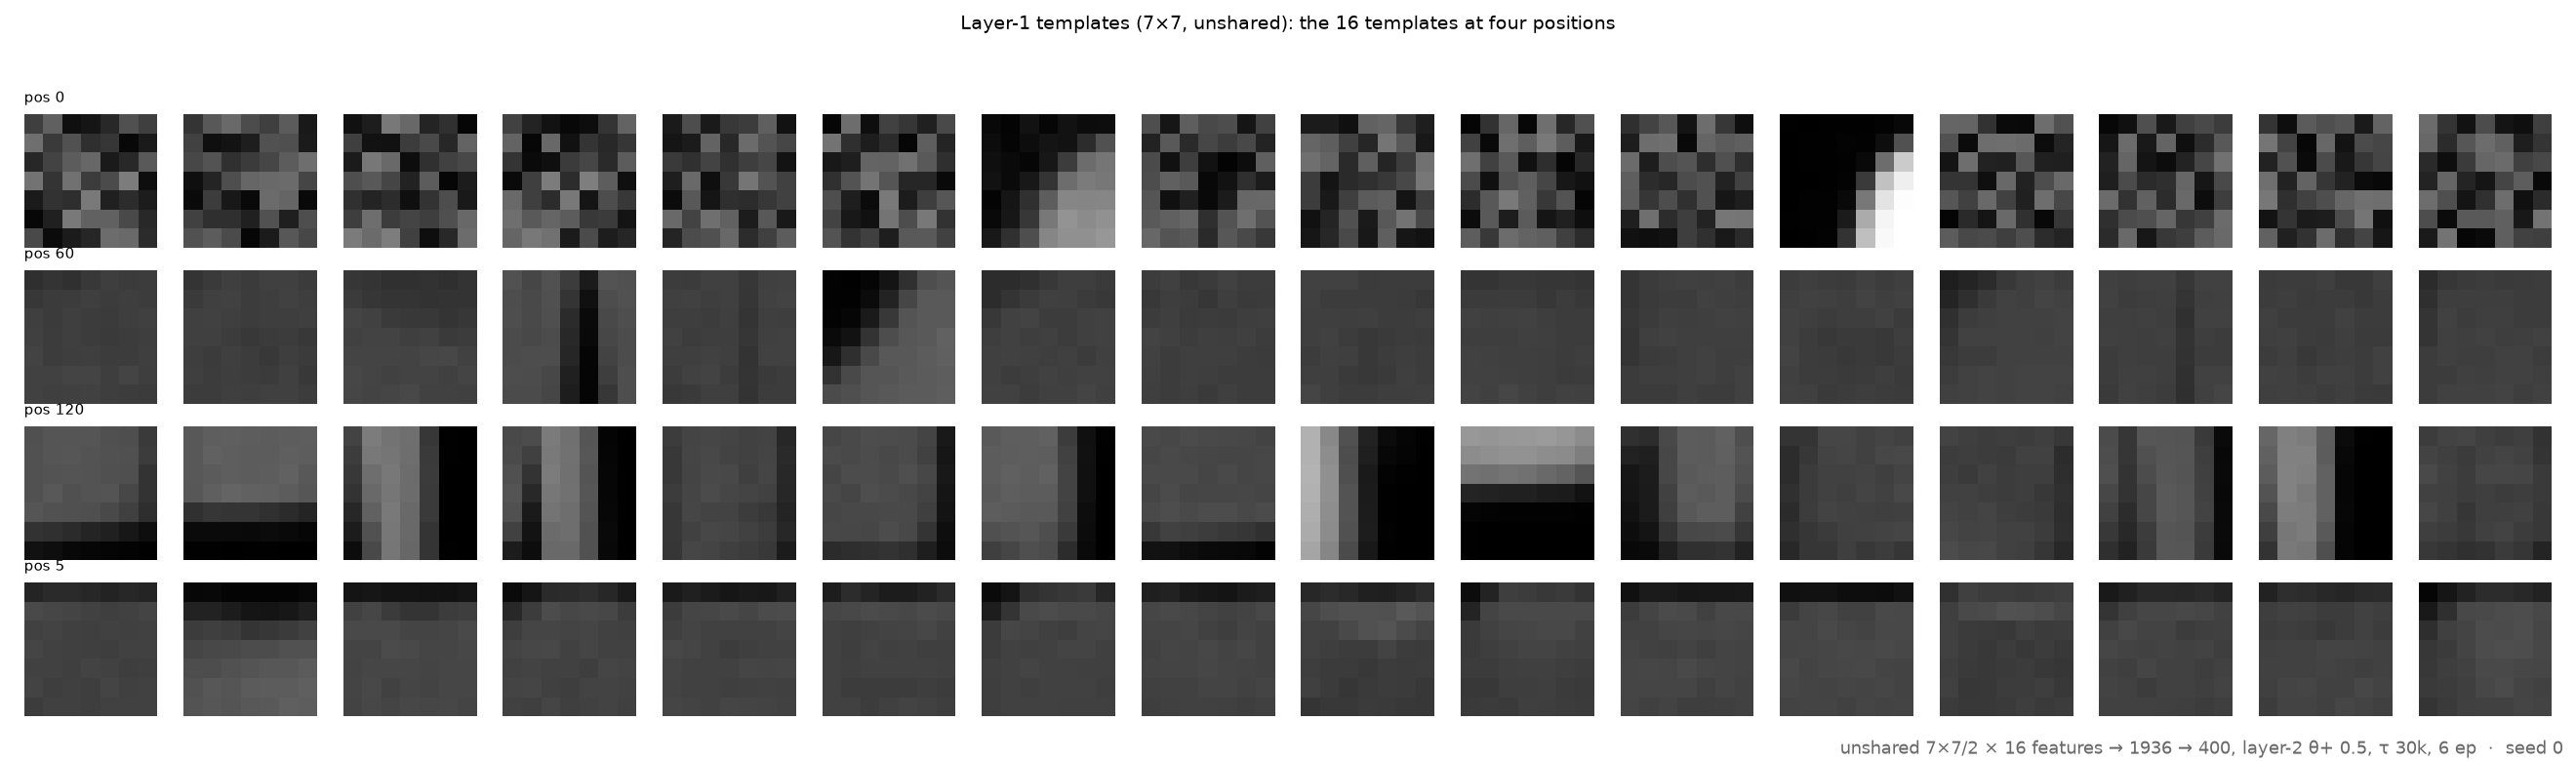 Layer-1 templates (7×7, unshared): the 16 templates at four positions
pos 0
pos 60
pos 120
pos 5
unshared 7×7/2 × 16 features → 1936 → 400, layer-2 θ+ 0.5, τ 30k, 6 ep · seed 0